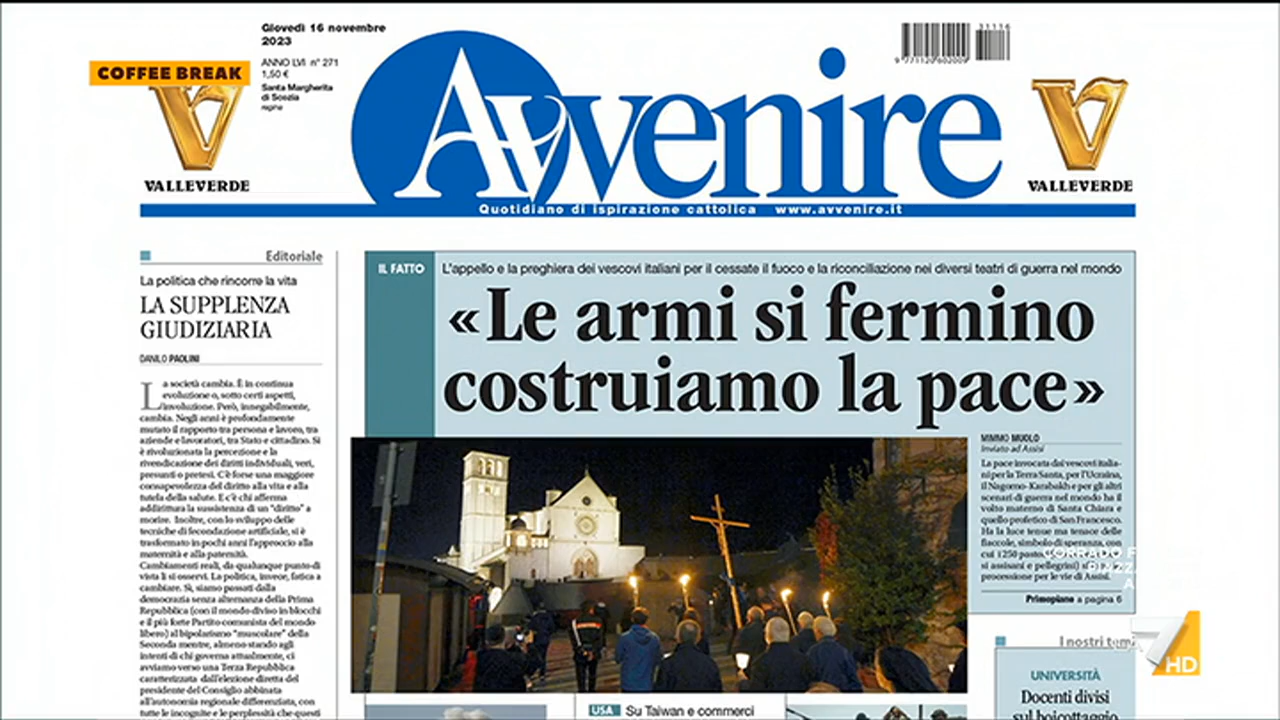 Giovedì 16 novembre
2023
ANNO LVI n° 271
1,50 €
Santa Margherita
di Scozia
regina
COFFEE BREAK
VALLEVERDE
Avvenire
Quotidiano di ispirazione cattolica www.avvenire.it
31116
9 771120 602009
VALLEVERDE
Editoriale
La politica che rincorre la vita
LA SUPPLENZA
GIUDIZIARIA
DANILO PAOLINI
La società cambia. È in continua
evoluzione o, sotto certi aspetti,
involuzione. Però, innegabilmente,
cambia. Negli anni è profondamente
mutato il rapporto tra persona e lavoro, tra
aziende e lavoratori, tra Stato e cittadino. Si
è rivoluzionata la percezione e la
rivendicazione dei diritti individuali, veri,
presunti o pretesi. C'è forse una maggiore
consapevolezza del diritto alla vita e alla
tutela della salute. E c'è chi afferma
addirittura la sussistenza di un "diritto" a
morire. Inoltre, con lo sviluppo delle
tecniche di fecondazione artificiale, si è
trasformato in pochi anni l'approccio alla
maternità e alla paternità.
Cambiamenti reali, da qualunque punto di
vista li si osservi. La politica, invece, fatica a
cambiare. Sì, siamo passati dalla
democrazia senza alternanza della Prima
Repubblica (con il mondo diviso in blocchi
e il più forte Partito comunista del mondo
libero) al bipolarismo "muscolare" della
Seconda mentre, almeno stando agli
intenti di chi governa attualmente, ci
avviamo verso una Terza Repubblica
caratterizzata dall'elezione diretta del
presidente del Consiglio abbinata
all'autonomia regionale differenziata, con
tutte le incognite e le perplessità che questi
IL FATTO
L'appello e la preghiera dei vescovi italiani per il cessate il fuoco e la riconciliazione nei diversi teatri di guerra nel mondo
«Le armi si fermino
costruiamo la pace»
MIMMO MUOLO
Inviato ad Assisi
La pace invocata dai vescovi italia-
ni per la Terra Santa, per l'Ucraina,
il Nagorno-Karabakh e per gli altri
scenari di guerra nel mondo ha il
volto materno di Santa Chiara e
quello profetico di San Francesco.
Ha la luce tenue ma tenace delle
fiaccole, simbolo di speranza, con
cui i 250
si assisani e pellegrini)
processione per le vie di Assisi.
Primopiano a pagina 6
CORRADO
I nostri temi
UNIVERSITÀ
Docenti divisi
sul boicottaggio
USA Su Taiwan e commerci
7 HD